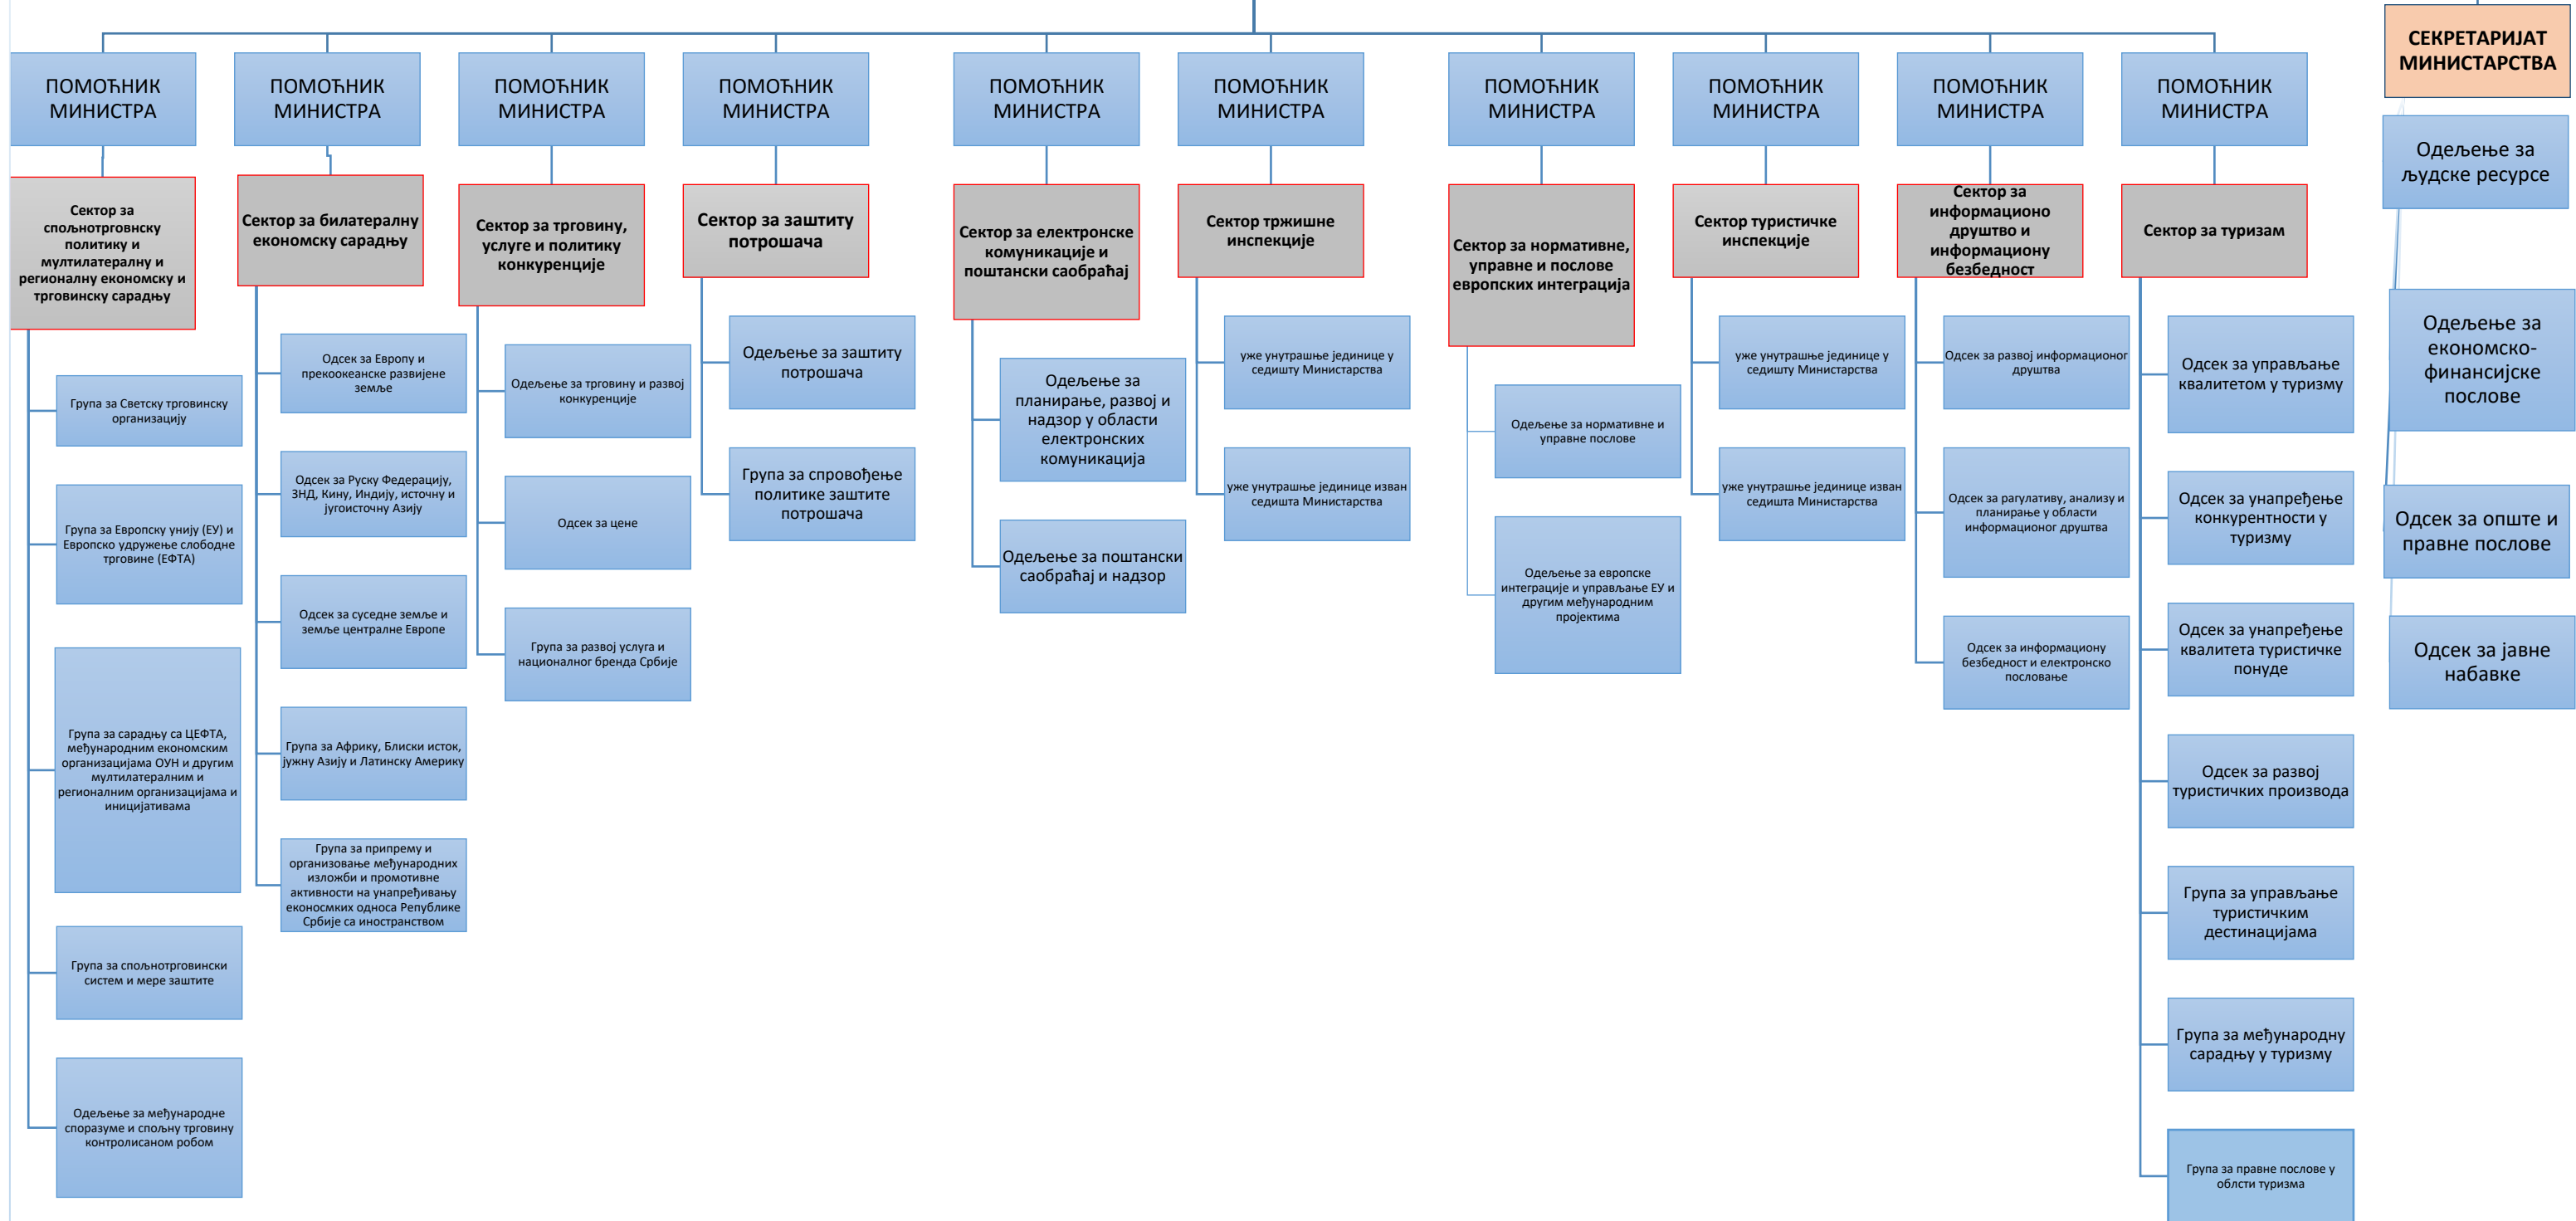 ПОМОЋНИК
МИНИСТРА
Сектор за
спољнотрговнску
политику и
мултилатералну и
регионалну економску и
трговинску сарадњу
Група за Светску трговинску
организацију
Група за Европску унију (ЕУ) и
Европско удружење слободне
трговине (ЕФТА)
Група за сарадњу са ЦЕФТА,
међународним економским
организацијама ОУН и другим
мултилатералним и
регионалним организацијама и
иницијативама
Група за спољнотрговински
систем и мере заштите
Одељење за међународне
споразуме и спољну трговину
контролисаном робом
ПОМОЋНИК
МИНИСТРА
Сектор за билатералну
економску сарадњу
Одсек за Европу и
прекоокеанске развијене
земље
Одсек за Руску Федерацију,
ЗНД, Кину, Индију, источну и
југоисточну Азију
Одсек за суседне земље и
земље централне Европе
Група за Африку, Блиски исток,
јужну Азију и Латинску Америку
Група за припрему и
организовање међународних
изложби и промотивне
активности на унапређивању
еконосмких односа Републике
Србије са иностранством
ПОМОЋНИК
МИНИСТРА
Сектор за трговину,
услуге и политику
конкуренције
Одељење за трговину и развој
конкуренције
Одсек за цене
Група за развој услуга и
националног бренда Србије
ПОМОЋНИК
МИНИСТРА
Сектор за заштиту
потрошача
Одељење за заштиту
потрошача
Група за спровођење
политике заштите
потрошача
ПОМОЋНИК
МИНИСТРА
Сектор за електронске
комуникације и
поштански саобраћај
Одељење за
планирање, развој и
надзор у области
електронских
комуникација
Одељење за поштански
саобраћај и надзор
ПОМОЋНИК
МИНИСТРА
Сектор тржишне
инспекције
уже унутрашње јединице у
седишту Министарства
уже унутрашње јединице изван
седишта Министарства
ПОМОЋНИК
МИНИСТРА
Сектор за нормативне,
управне и послове
европских интеграција
Одељење за нормативне и
управне послове
Одељење за европске
интеграције и управљање ЕУ и
другим међународним
пројектима
ПОМОЋНИК
МИНИСТРА
Сектор туристичке
инспекције
уже унутрашње јединице у
седишту Министарства
уже унутрашње јединице изван
седишта Министарства
ПОМОЋНИК
МИНИСТРА
Сектор за
информационо
друштво и
информациону
безбедност
Одсек за развој информационог
друштва
Одсек за рагулативу, анализу и
планирање у области
информационог друштва
Одсек за информациону
безбедност и електронско
пословање
ПОМОЋНИК
МИНИСТРА
Сектор за туризам
Одсек за управљање
квалитетом у туризму
Одсек за унапређење
конкурентности у
туризму
Одсек за унапређење
квалитета туристичке
понуде
Одсек за развој
туристичких производа
Група за управљање
туристичким
дестинацијама
Група за међународну
сарадњу у туризму
Група за правне послове у
облсти туризма
СЕКРЕТАРИЈАТ
МИНИСТАРСТВА
Одељење за
људске ресурсе
Одељење за
економско-
финансијске
послове
Одсек за опште и
правне послове
Одсек за јавне
набавке